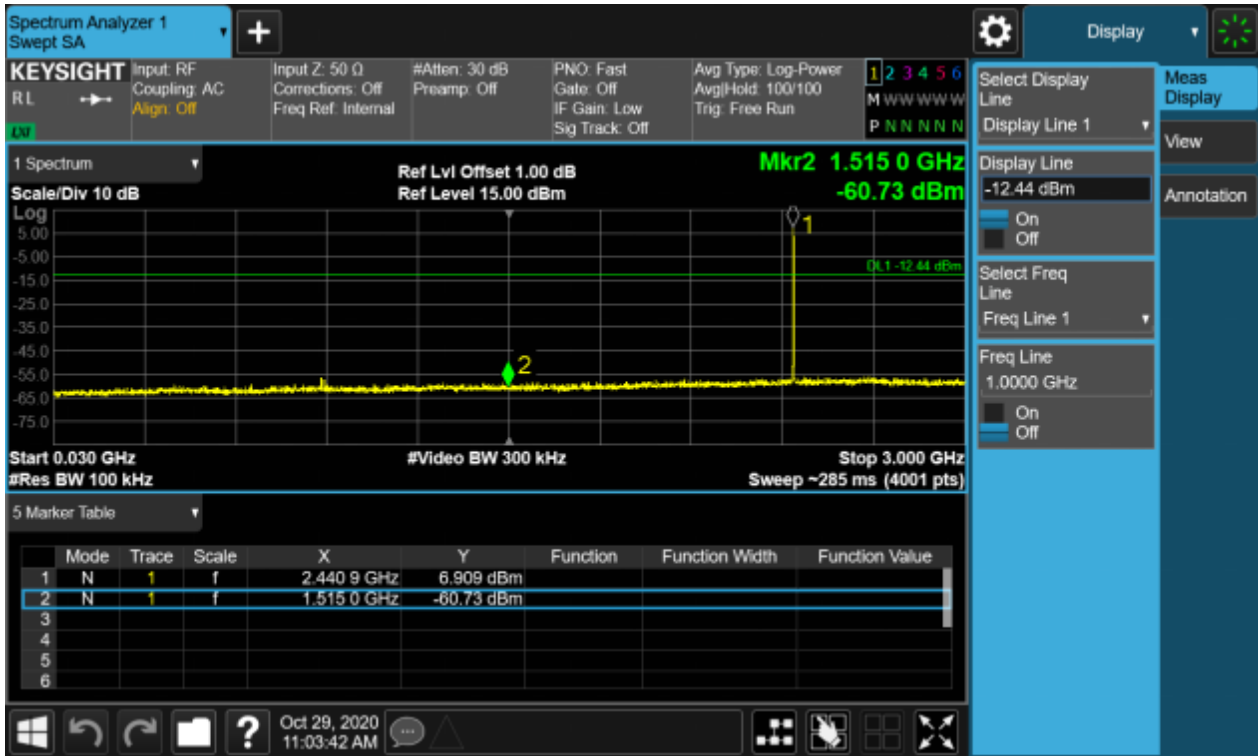 Spectrum Analyzer 1
Swept SA
+
Display
KEYSIGHT
RL
LXI
Input: RF
Coupling: AC
Align: Off
Input Z: 50 Ω
Corrections: Off
Freq Ref: Internal
#Atten: 30 dB
Preamp: Off
PNO: Fast
Gate: Off
IF Gain: Low
Sig Track: Off
Avg Type: Log-Power
Avg|Hold: 100/100
Trig: Free Run
1 2 3 4 5 6
M W W W W W
P N N N N N
1 Spectrum
Scale/Div 10 dB
Ref Lvl Offset 1.00 dB
Ref Level 15.00 dBm
Mkr2 1.515 0 GHz
-60.73 dBm
Log
5.00
-5.00
-15.0
-25.0
-35.0
-45.0
-55.0
-65.0
-75.0
1
DL1 -12.44 dBm
2
Start 0.030 GHz
#Video BW 300 kHz
Stop 3.000 GHz
#Res BW 100 kHz
Sweep ~285 ms (4001 pts)
5 Marker Table
Mode Trace Scale X Y Function Function Width Function Value
1 N 1 f 2.440 9 GHz 6.909 dBm
2 N 1 f 1.515 0 GHz -60.73 dBm
3
4
5
6
Select Display
Line
Display Line 1
Display Line
-12.44 dBm
On
Off
Select Freq
Line
Freq Line 1
Freq Line
1.0000 GHz
On
Off
Meas
Display
View
Annotation
?
Oct 29, 2020
11:03:42 AM